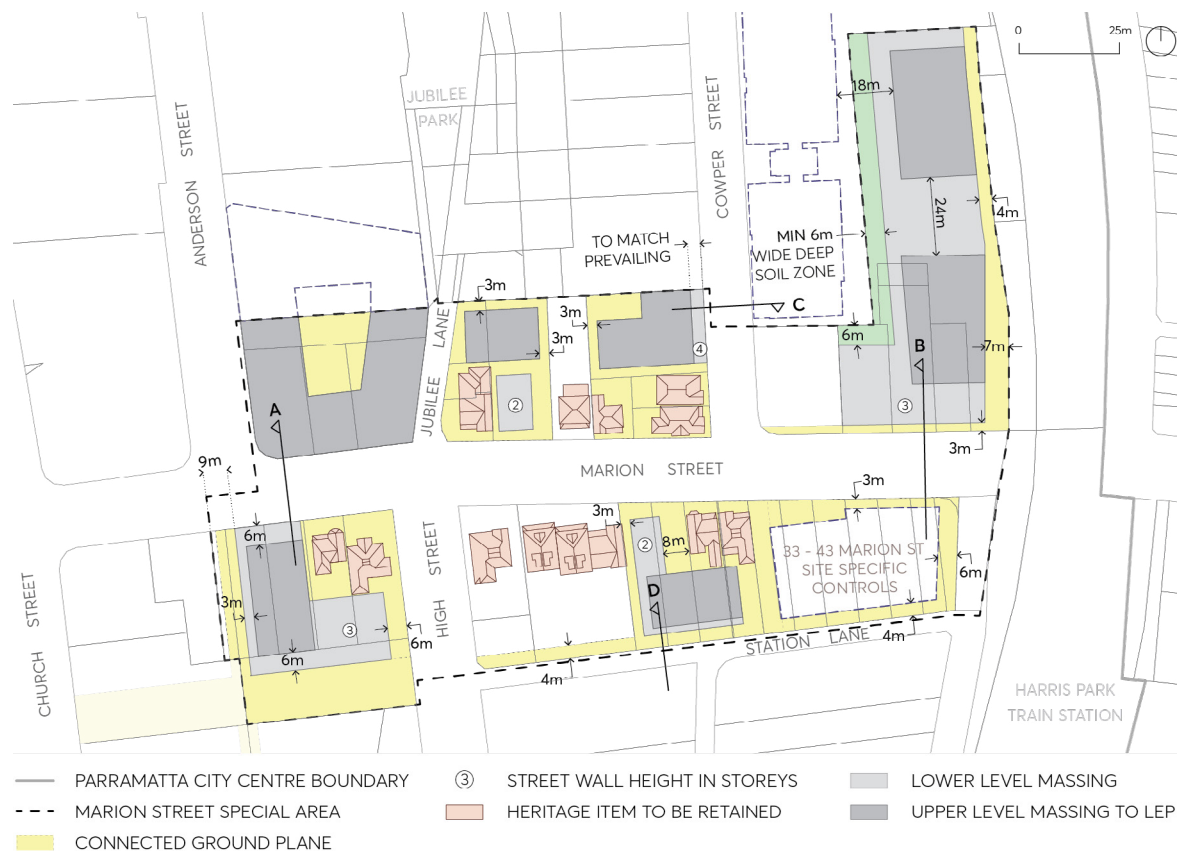 0
25m
JUBILEE
PARK
ANDERSON STREET
COWPER STREET
18m
24m
4m
TO MATCH
PREVAILING
MIN 6m
WIDE DEEP
SOIL ZONE
3m
3m
3m
C
6m
B
7m
4
JUBILEE LANE
2
3
A
3m
MARION STREET
9m
6m
3m
3m
2
8m
33 - 43 MARION ST
SITE SPECIFIC
CONTROLS
6m
HIGH STREET
CHURCH STREET
3m
3
6m
6m
D
4m
STATION LANE
4m
HARRIS PARK
TRAIN STATION
PARRAMATTA CITY CENTRE BOUNDARY
3 STREET WALL HEIGHT IN STOREYS
LOWER LEVEL MASSING
MARION STREET SPECIAL AREA
HERITAGE ITEM TO BE RETAINED
UPPER LEVEL MASSING TO LEP
CONNECTED GROUND PLANE